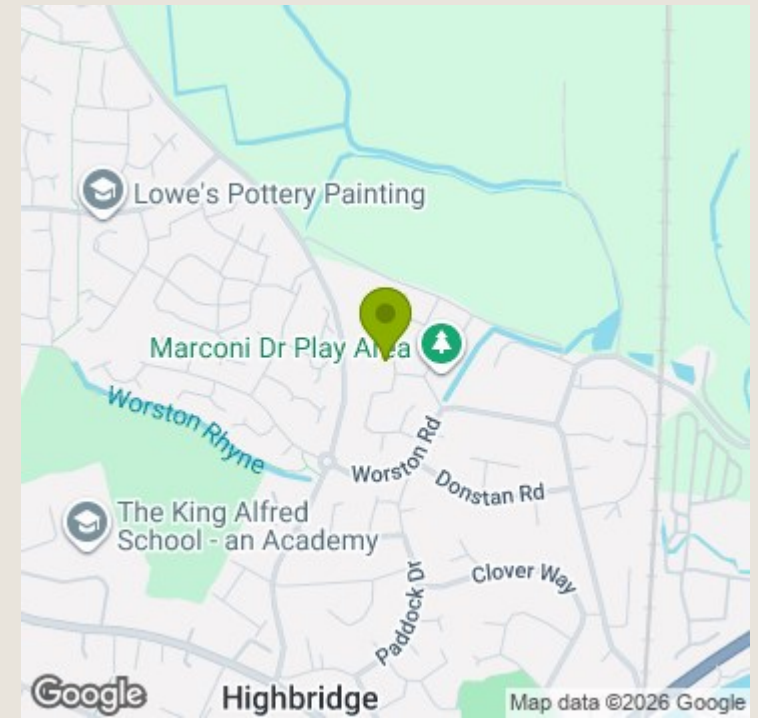 Lowe's Pottery Painting
Marconi Dr Play Area
Worston Rhyne
Worston Rd
Donstan Rd
The King Alfred
School - an Academy
Clover Way
Paddock Dr
Google
Highbridge
Map data ©2026 Google